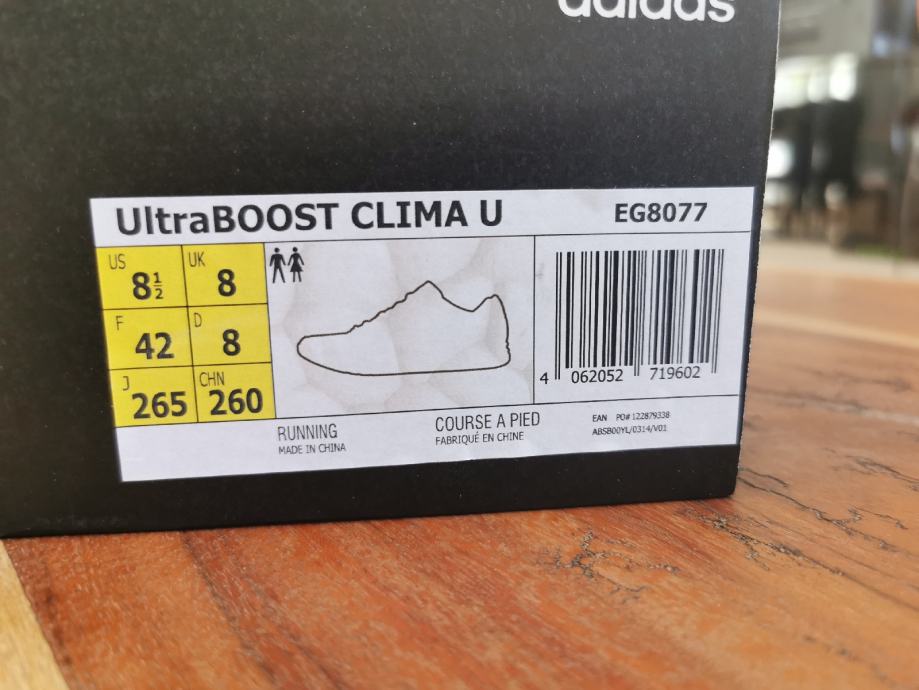 adidas
UltraBOOST CLIMA U EG8077
US 8½ UK 8
F 42 D 8
J 265 CHN 260
4 062052 719602
RUNNING
MADE IN CHINA
COURSE A PIED
FABRIQUÉ EN CHINE
EAN PO# 122879338
ABSB00YL/0314/V01